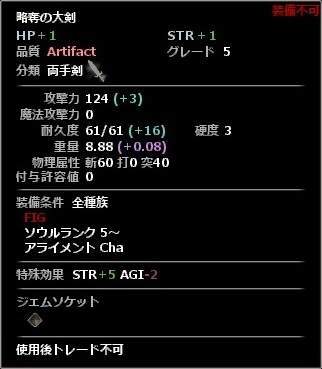 略奪の大剣
装備不可
HP+1 STR+1
品質 Artifact グレード 5
分類 両手剣
攻撃力 124 (+3)
魔法攻撃力 0
耐久度 61/61 (+16) 硬度 3
重量 8.88 (+0.08)
物理属性 斬60 打0 突40
付与許容値 0
装備条件 全種族
FIG
ソウルランク 5～
アライメント Cha
特殊効果 STR+5 AGI-2
ジェムソケット
使用後トレード不可